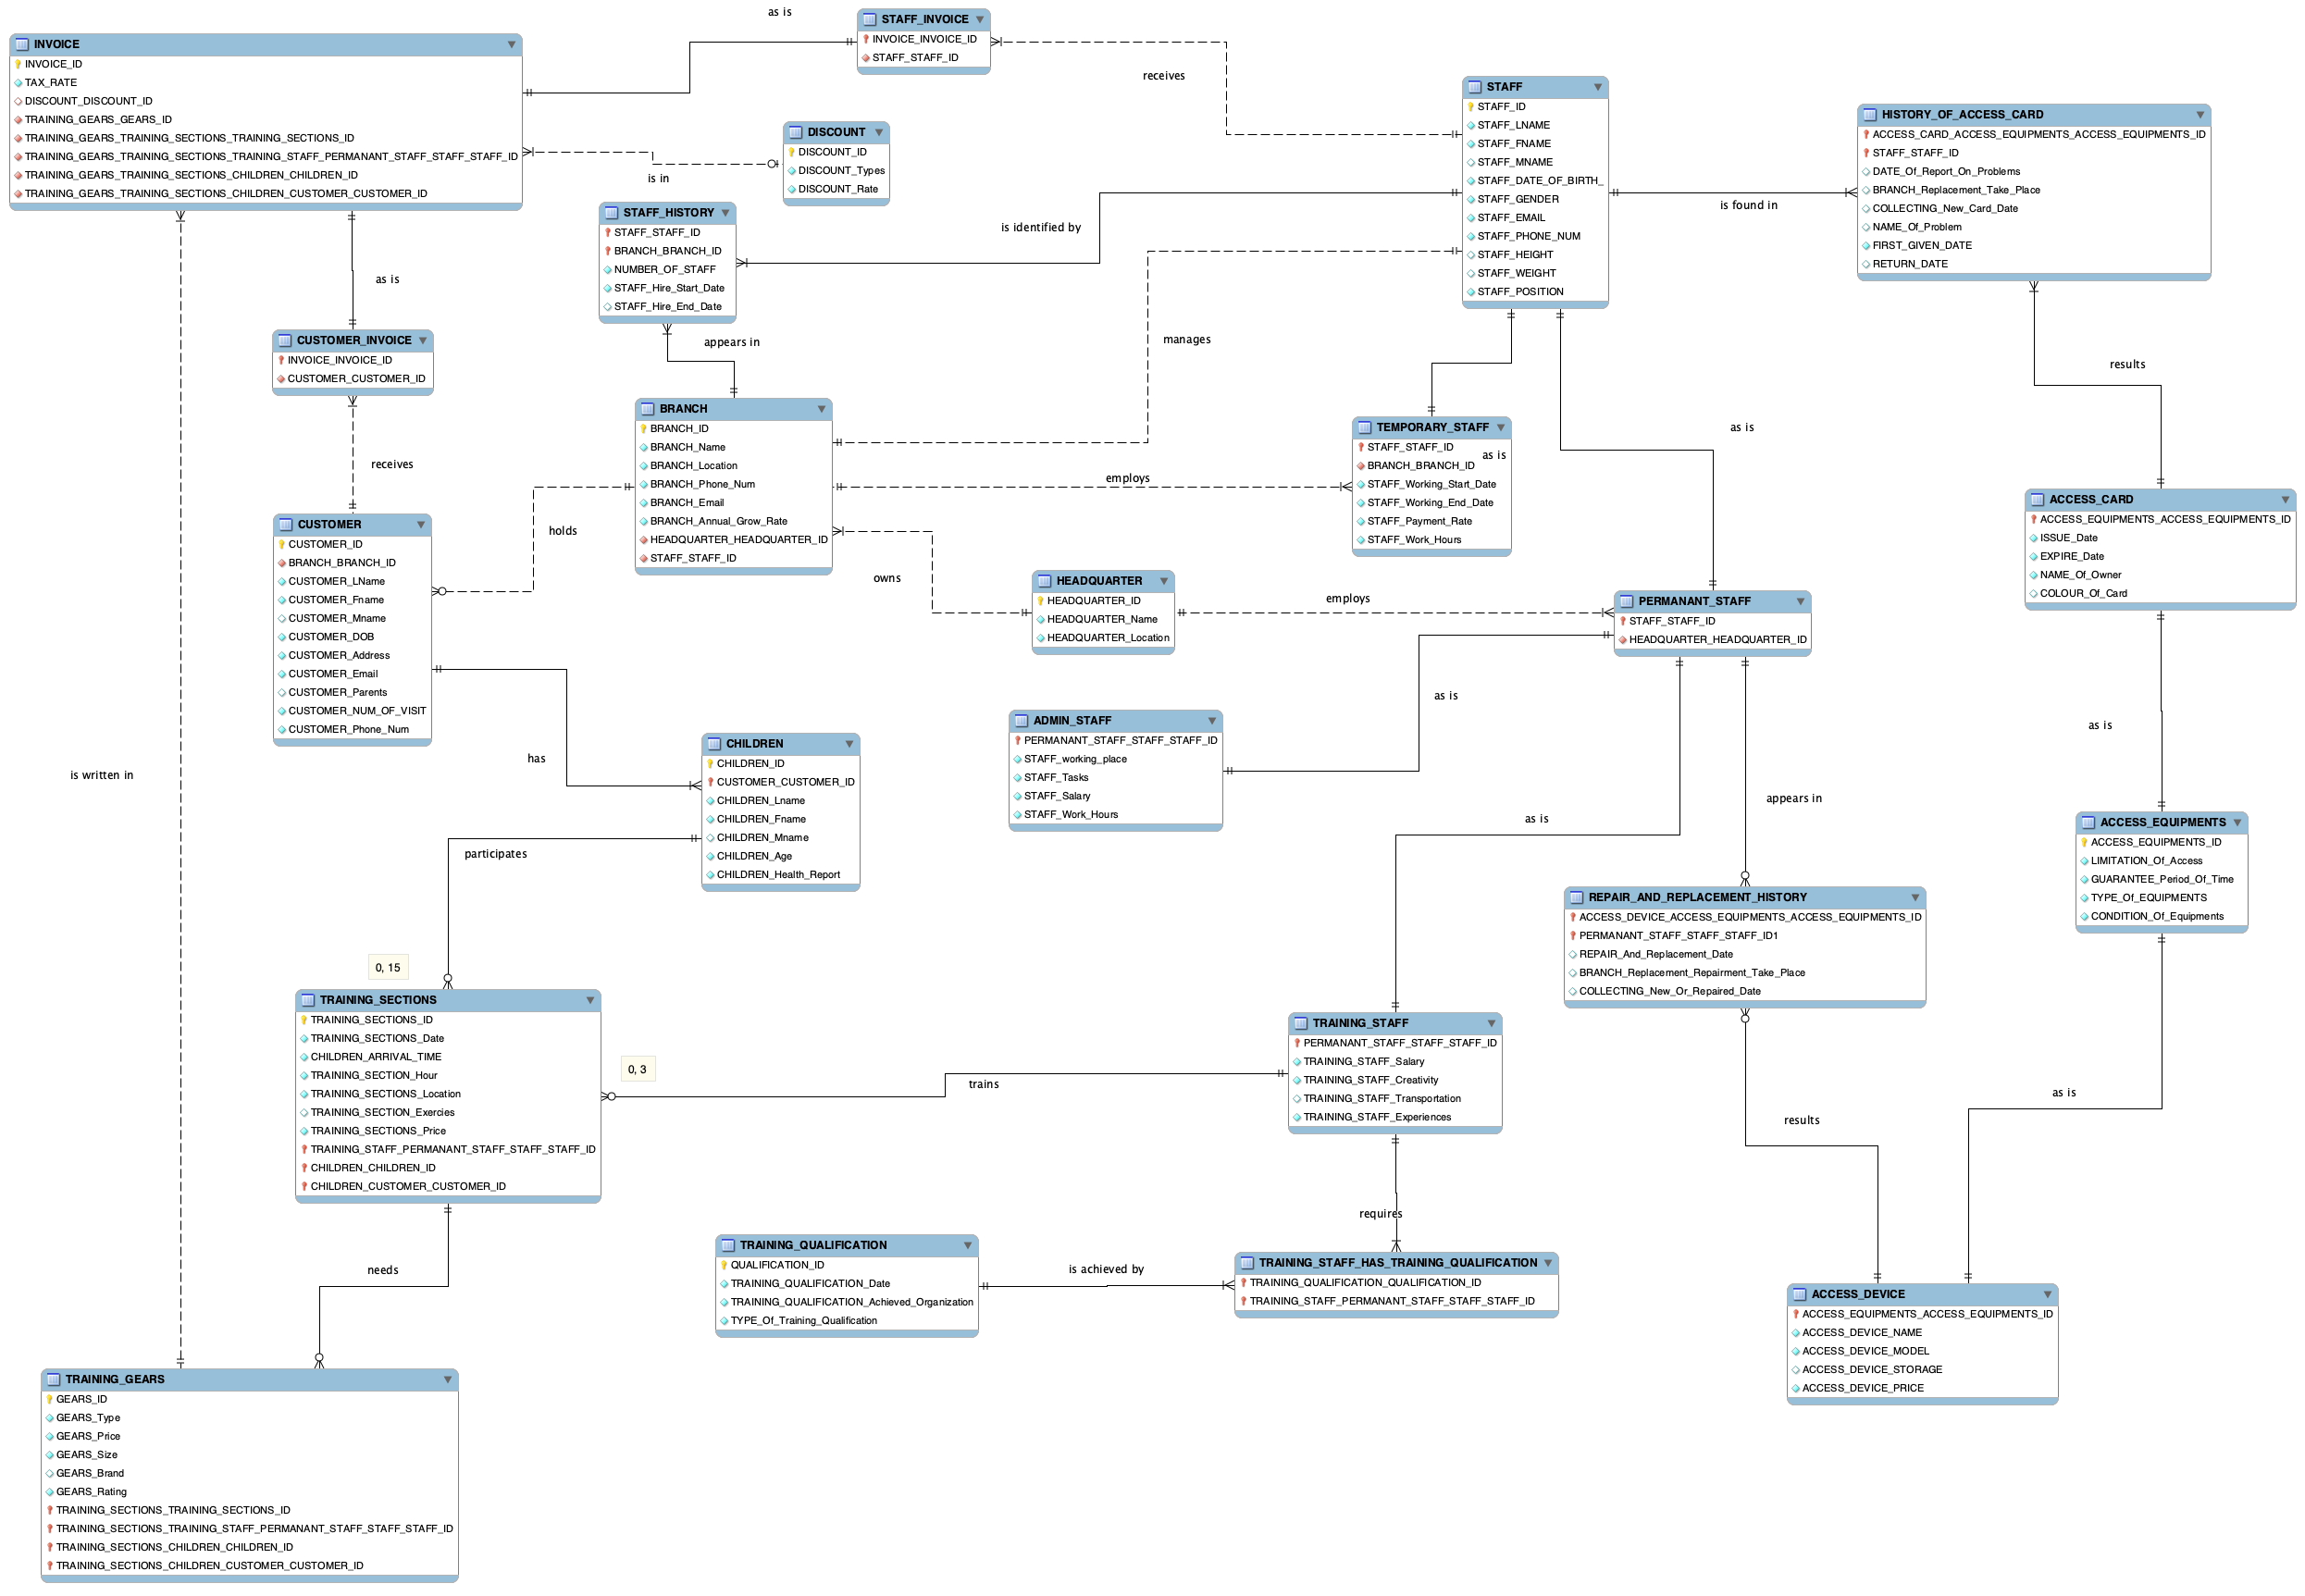 as is
STAFF_INVOICE
INVOICE_INVOICE_ID
STAFF_STAFF_ID
INVOICE
INVOICE_ID
TAX_RATE
DISCOUNT_DISCOUNT_ID
TRAINING_GEARS_GEARS_ID
TRAINING_GEARS_TRAINING_SECTIONS_TRAINING_SECTIONS_ID
TRAINING_GEARS_TRAINING_SECTIONS_TRAINING_STAFF_PERMANANT_STAFF_STAFF_STAFF_ID
TRAINING_GEARS_TRAINING_SECTIONS_CHILDREN_CHILDREN_ID
TRAINING_GEARS_TRAINING_SECTIONS_CHILDREN_CUSTOMER_CUSTOMER_ID
receives
STAFF
STAFF_ID
STAFF_LNAME
STAFF_FNAME
STAFF_MNAME
STAFF_DATE_OF_BIRTH_
STAFF_GENDER
STAFF_EMAIL
STAFF_PHONE_NUM
STAFF_HEIGHT
STAFF_WEIGHT
STAFF_POSITION
HISTORY_OF_ACCESS_CARD
ACCESS_CARD_ACCESS_EQUIPMENTS_ACCESS_EQUIPMENTS_ID
STAFF_STAFF_ID
DATE_Of_Report_On_Problems
BRANCH_Replacement_Take_Place
COLLECTING_New_Card_Date
NAME_Of_Problem
FIRST_GIVEN_DATE
RETURN_DATE
DISCOUNT
DISCOUNT_ID
DISCOUNT_Types
DISCOUNT_Rate
is in
STAFF_HISTORY
STAFF_STAFF_ID
BRANCH_BRANCH_ID
NUMBER_OF_STAFF
STAFF_Hire_Start_Date
STAFF_Hire_End_Date
is identified by
is found in
as is
CUSTOMER_INVOICE
INVOICE_INVOICE_ID
CUSTOMER_CUSTOMER_ID
appears in
manages
results
BRANCH
BRANCH_ID
BRANCH_Name
BRANCH_Location
BRANCH_Phone_Num
BRANCH_Email
BRANCH_Annual_Grow_Rate
HEADQUARTER_HEADQUARTER_ID
STAFF_STAFF_ID
TEMPORARY_STAFF
STAFF_STAFF_ID
BRANCH_BRANCH_ID
STAFF_Working_Start_Date
STAFF_Working_End_Date
STAFF_Payment_Rate
STAFF_Work_Hours
as is
as is
receives
employs
holds
owns
ACCESS_CARD
ACCESS_EQUIPMENTS_ACCESS_EQUIPMENTS_ID
ISSUE_Date
EXPIRE_Date
NAME_Of_Owner
COLOUR_Of_Card
CUSTOMER
CUSTOMER_ID
BRANCH_BRANCH_ID
CUSTOMER_LName
CUSTOMER_Fname
CUSTOMER_Mname
CUSTOMER_DOB
CUSTOMER_Address
CUSTOMER_Email
CUSTOMER_Parents
CUSTOMER_NUM_OF_VISIT
CUSTOMER_Phone_Num
HEADQUARTER
HEADQUARTER_ID
HEADQUARTER_Name
HEADQUARTER_Location
employs
PERMANANT_STAFF
STAFF_STAFF_ID
HEADQUARTER_HEADQUARTER_ID
as is
as is
ADMIN_STAFF
PERMANANT_STAFF_STAFF_STAFF_ID
STAFF_working_place
STAFF_Tasks
STAFF_Salary
STAFF_Work_Hours
has
CHILDREN
CHILDREN_ID
CUSTOMER_CUSTOMER_ID
CHILDREN_Lname
CHILDREN_Fname
CHILDREN_Mname
CHILDREN_Age
CHILDREN_Health_Report
is written in
participates
as is
appears in
ACCESS_EQUIPMENTS
ACCESS_EQUIPMENTS_ID
LIMITATION_Of_Access
GUARANTEE_Period_Of_Time
TYPE_Of_EQUIPMENTS
CONDITION_Of_Equipments
REPAIR_AND_REPLACEMENT_HISTORY
ACCESS_DEVICE_ACCESS_EQUIPMENTS_ACCESS_EQUIPMENTS_ID
PERMANANT_STAFF_STAFF_STAFF_ID1
REPAIR_And_Replacement_Date
BRANCH_Replacement_Repairment_Take_Place
COLLECTING_New_Or_Repaired_Date
0, 15
TRAINING_SECTIONS
TRAINING_SECTIONS_ID
TRAINING_SECTIONS_Date
CHILDREN_ARRIVAL_TIME
TRAINING_SECTION_Hour
TRAINING_SECTIONS_Location
TRAINING_SECTION_Exercies
TRAINING_SECTIONS_Price
TRAINING_STAFF_PERMANANT_STAFF_STAFF_STAFF_ID
CHILDREN_CHILDREN_ID
CHILDREN_CUSTOMER_CUSTOMER_ID
0, 3
trains
TRAINING_STAFF
PERMANANT_STAFF_STAFF_STAFF_ID
TRAINING_STAFF_Salary
TRAINING_STAFF_Creativity
TRAINING_STAFF_Transportation
TRAINING_STAFF_Experiences
as is
results
requires
needs
TRAINING_QUALIFICATION
QUALIFICATION_ID
TRAINING_QUALIFICATION_Date
TRAINING_QUALIFICATION_Achieved_Organization
TYPE_Of_Training_Qualification
is achieved by
TRAINING_STAFF_HAS_TRAINING_QUALIFICATION
TRAINING_QUALIFICATION_QUALIFICATION_ID
TRAINING_STAFF_PERMANANT_STAFF_STAFF_STAFF_ID
ACCESS_DEVICE
ACCESS_EQUIPMENTS_ACCESS_EQUIPMENTS_ID
ACCESS_DEVICE_NAME
ACCESS_DEVICE_MODEL
ACCESS_DEVICE_STORAGE
ACCESS_DEVICE_PRICE
TRAINING_GEARS
GEARS_ID
GEARS_Type
GEARS_Price
GEARS_Size
GEARS_Brand
GEARS_Rating
TRAINING_SECTIONS_TRAINING_SECTIONS_ID
TRAINING_SECTIONS_TRAINING_STAFF_PERMANANT_STAFF_STAFF_STAFF_ID
TRAINING_SECTIONS_CHILDREN_CHILDREN_ID
TRAINING_SECTIONS_CHILDREN_CUSTOMER_CUSTOMER_ID